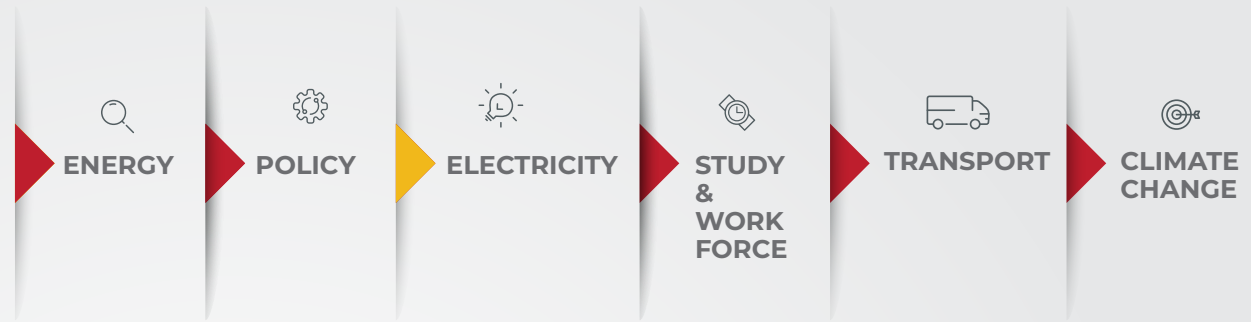 ENERGY
POLICY
ELECTRICITY
STUDY
&
WORK
FORCE
TRANSPORT
CLIMATE
CHANGE